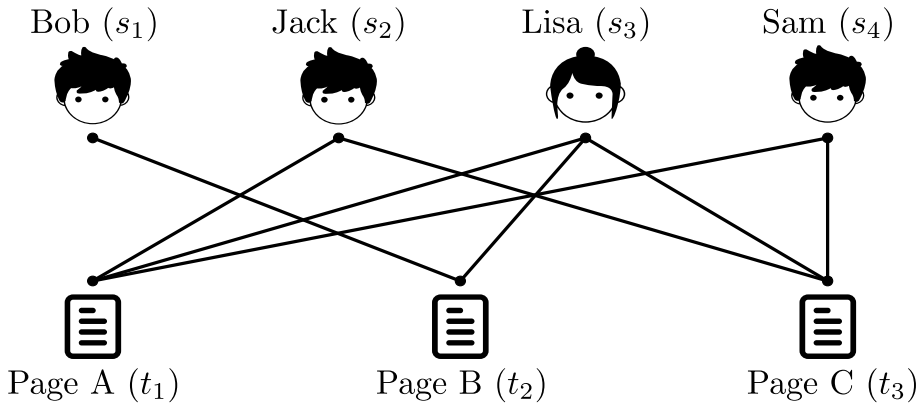 Bob (s₁) Jack (s₂) Lisa (s₃) Sam (s₄)
Page A (t₁) Page B (t₂) Page C (t₃)